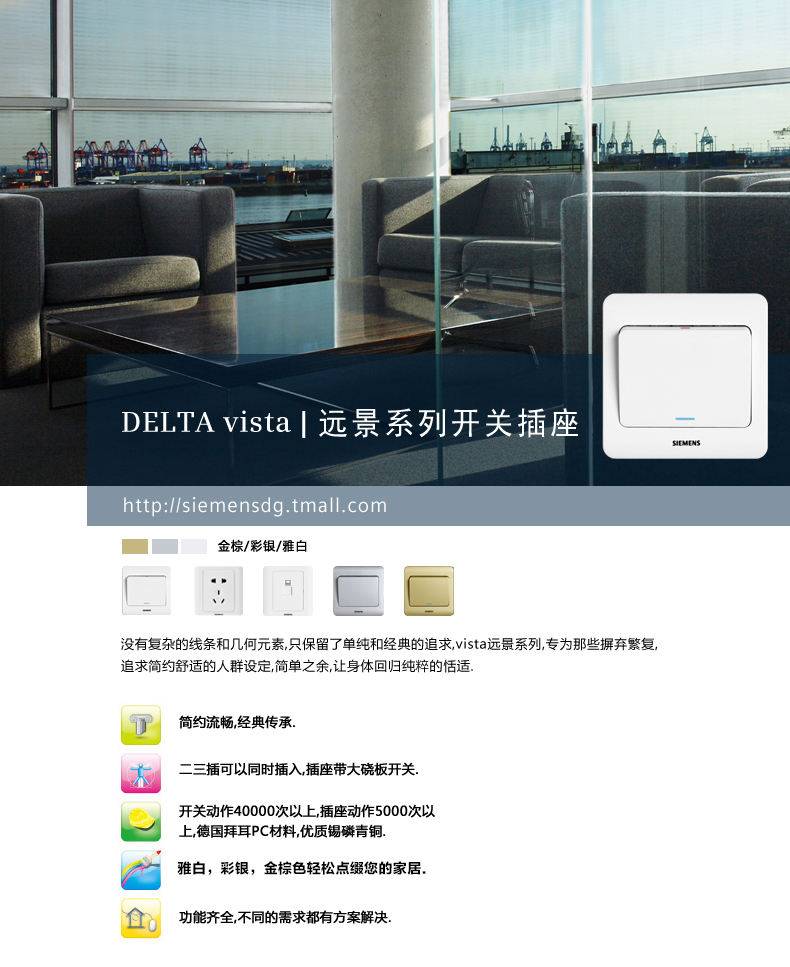 DELTA vista | 远景系列开关插座
SIEMENS
http://siemensdg.tmall.com
金棕/彩银/雅白
没有复杂的线条和几何元素,只保留了单纯和经典的追求,vista远景系列,专为那些摒弃繁复,
追求简约舒适的人群设定,简单之余,让身体回归纯粹的恬适.
简约流畅,经典传承.
二三插可以同时插入,插座带大硗板开关.
开关动作40000次以上,插座动作5000次以
上,德国拜耳PC材料,优质锡磷青铜.
雅白，彩银，金棕色轻松点缀您的家居.
功能齐全,不同的需求都有方案解决.